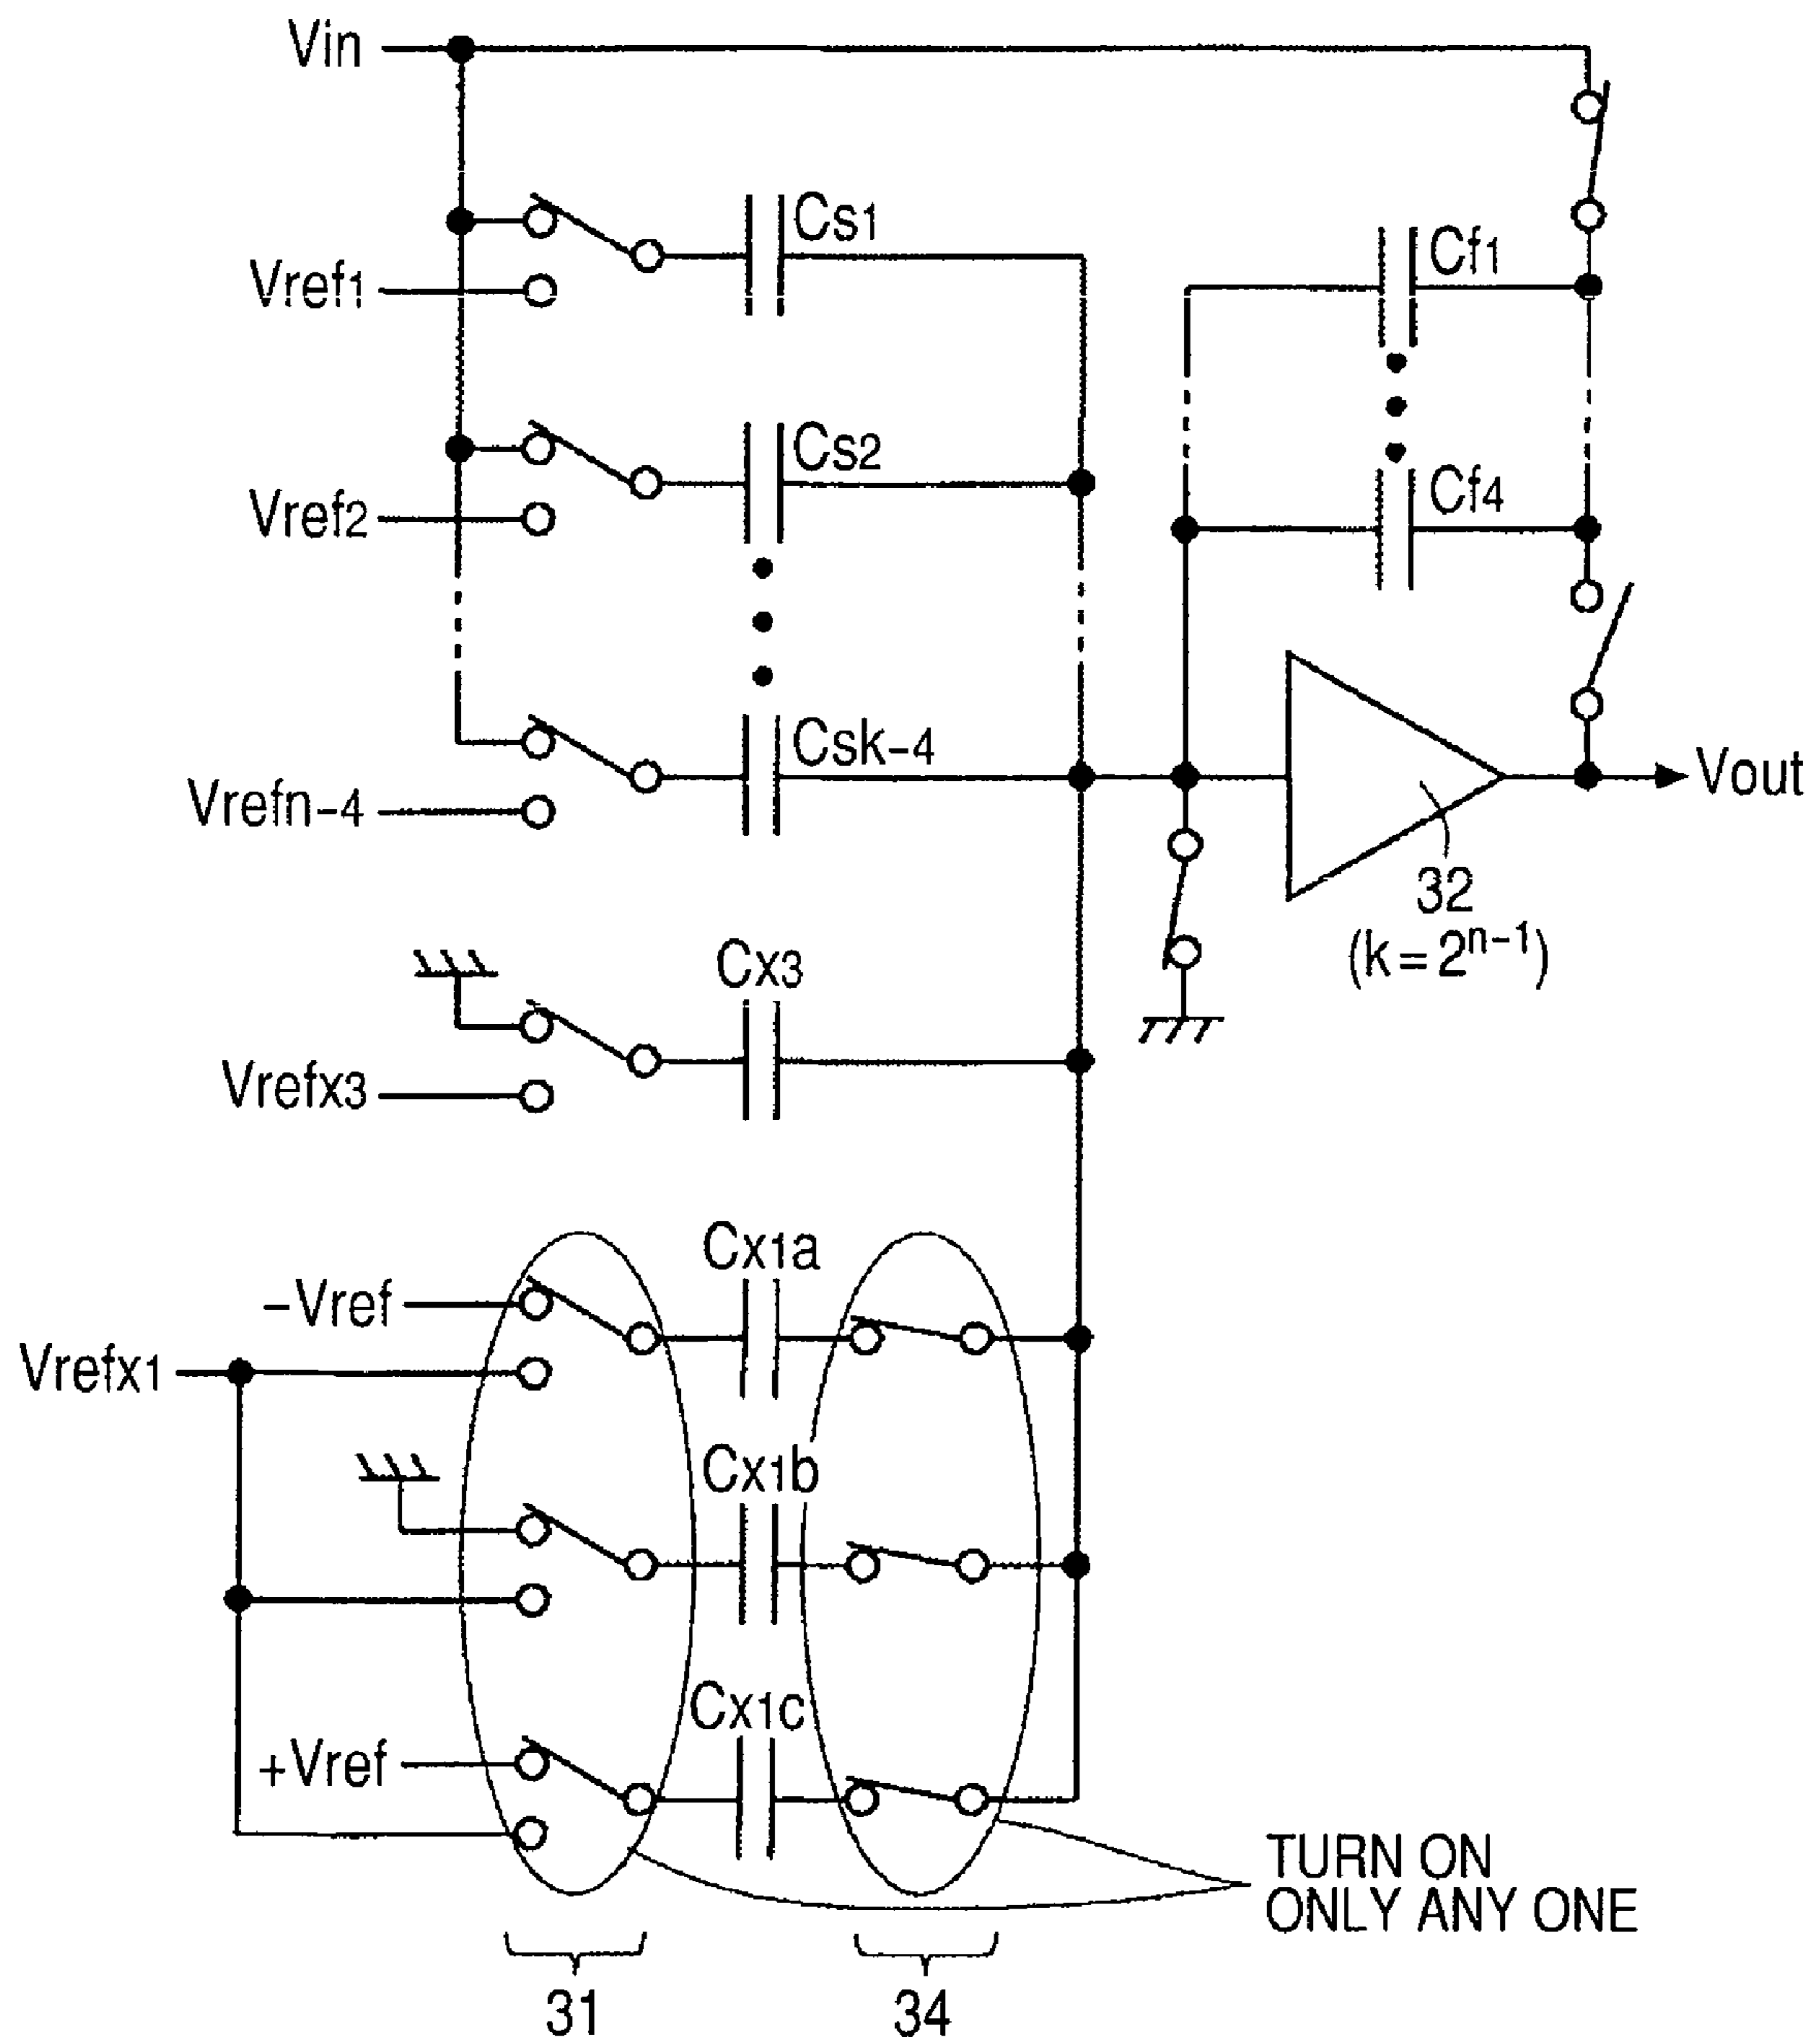 Vin
Cs1
Vref1
Cf1
Cs2
Vref2
Cf4
Csk-4
Vrefn-4
Vout
32
(k=2^{n-1})
Cx3
Vrefx3
Cx1a
-Vref
Vrefx1
Cx1b
Cx1c
+Vref
TURN ON
ONLY ANY ONE
31
34